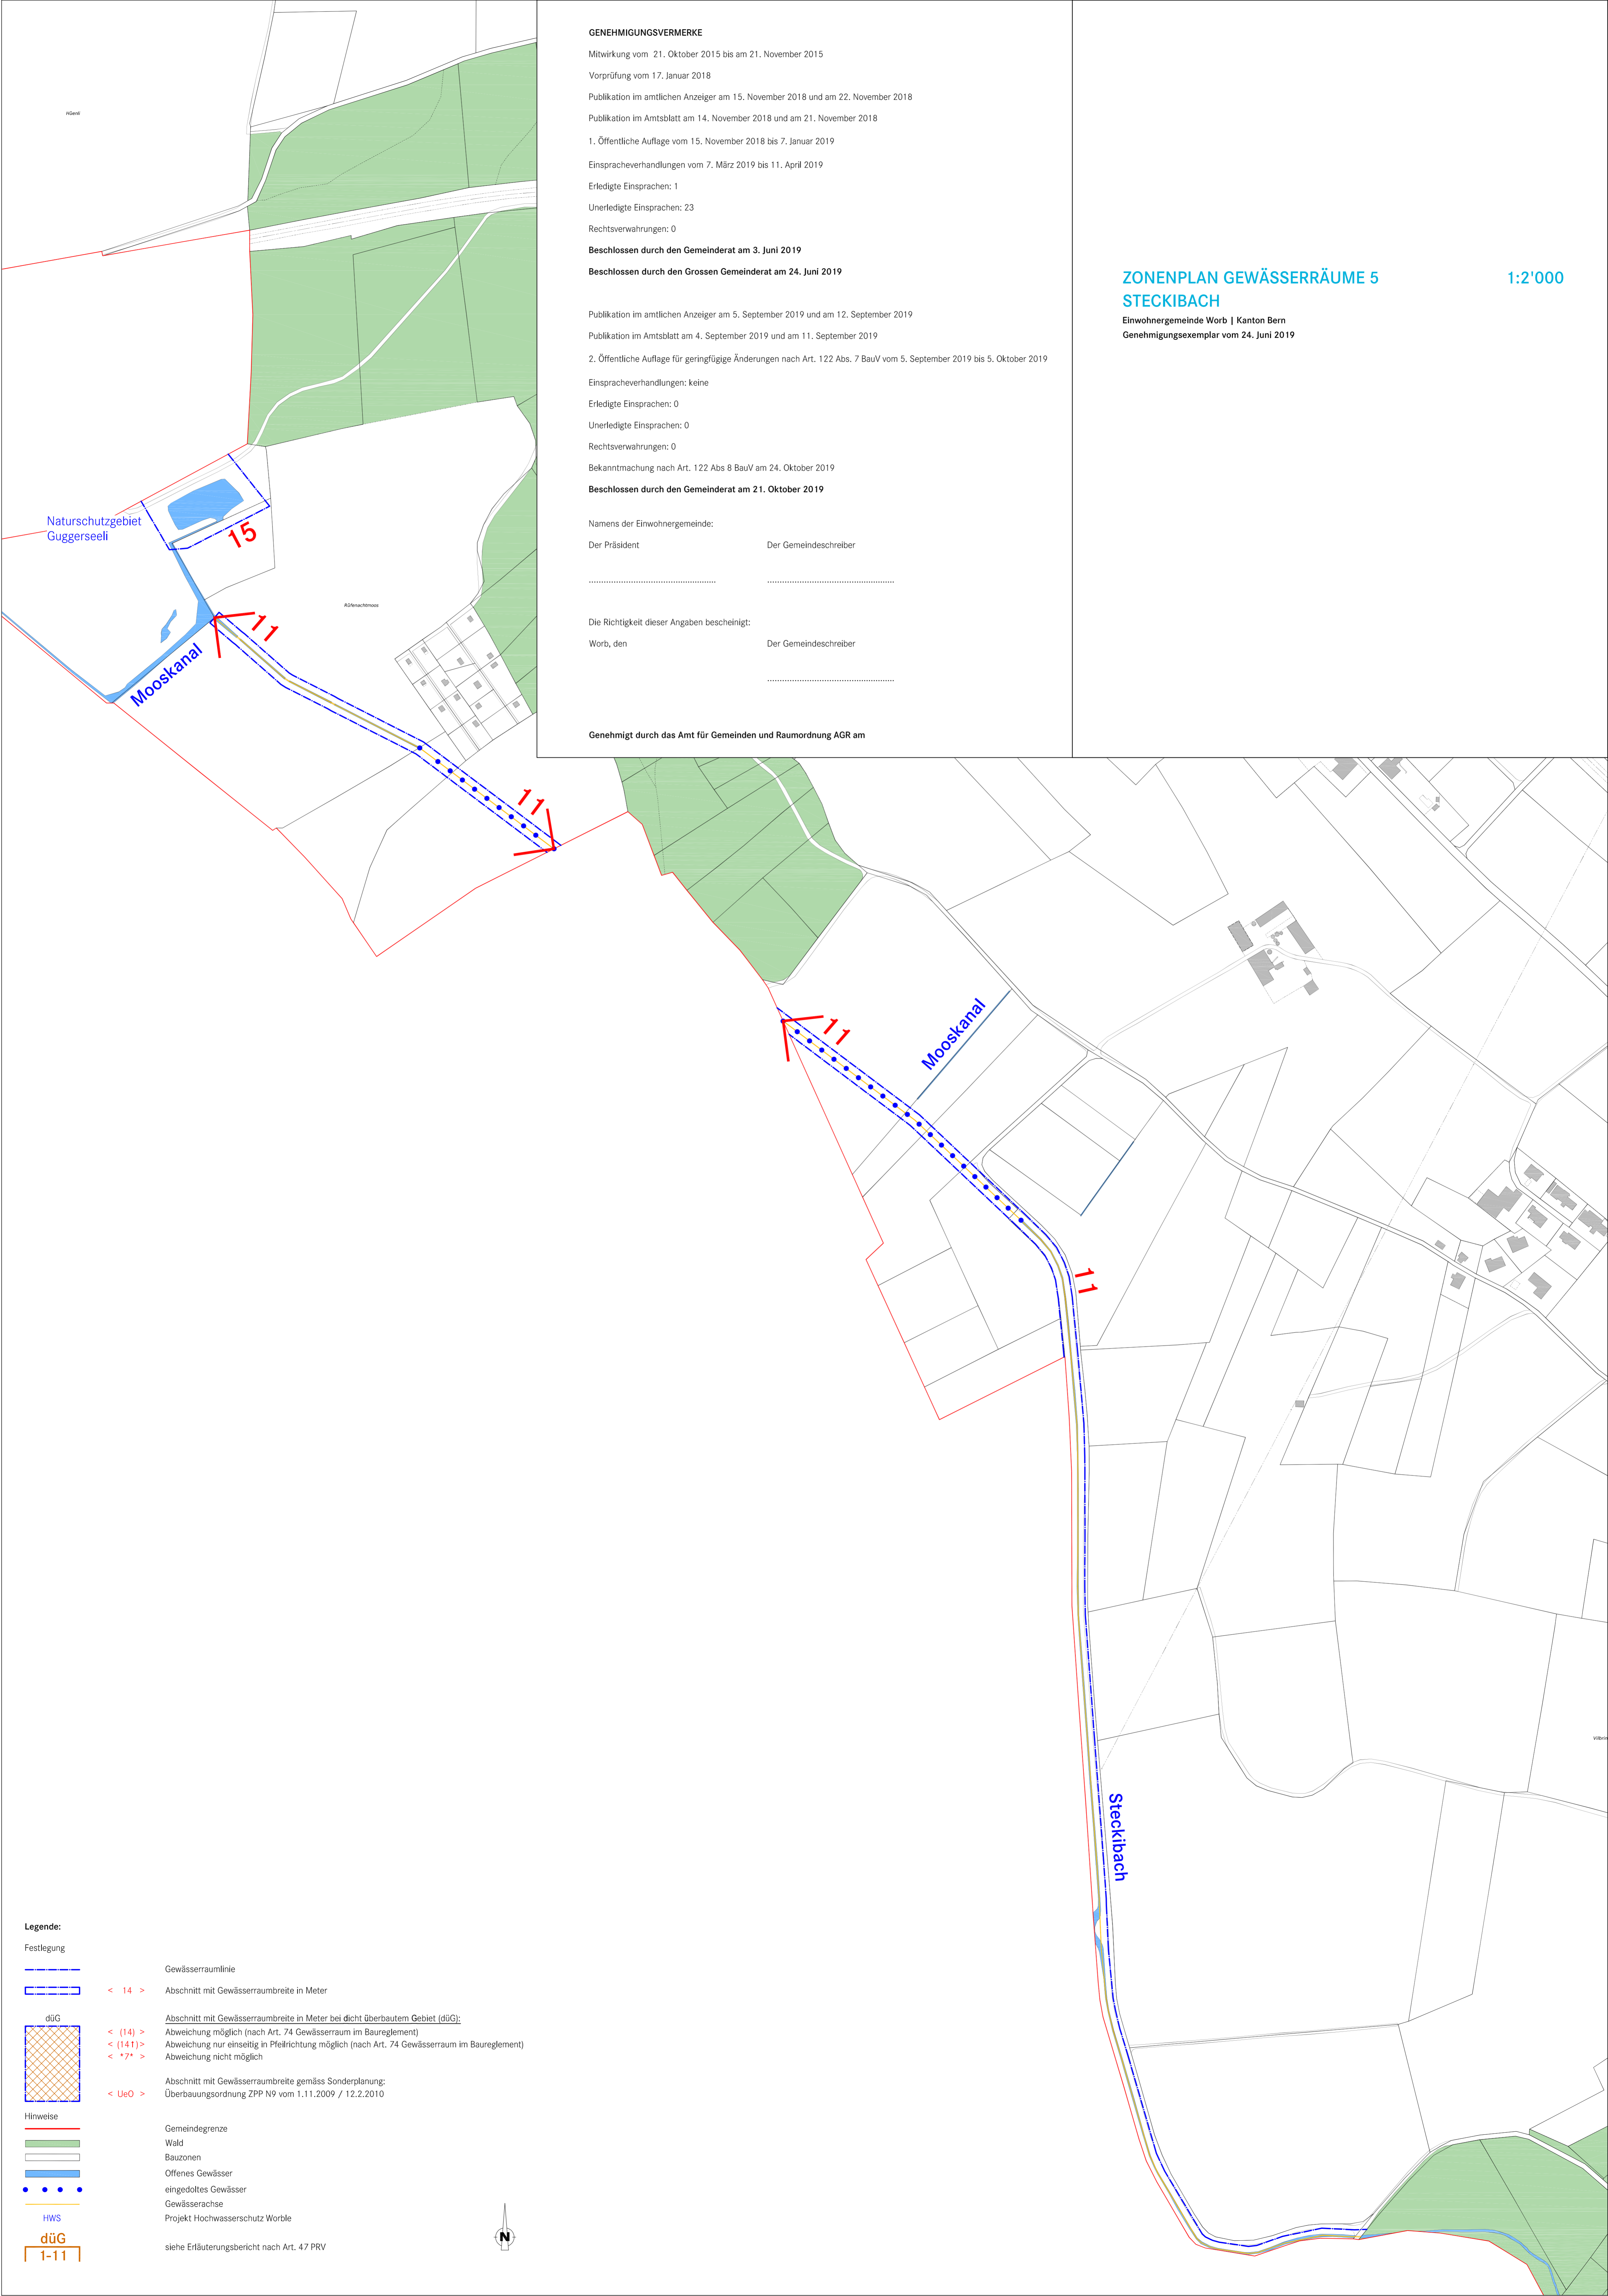 GENEHMIGUNGSVERMERKE
Mitwirkung vom 21. Oktober 2015 bis am 21. November 2015
Vorprüfung vom 17. Januar 2018
Publikation im amtlichen Anzeiger am 15. November 2018 und am 22. November 2018
Publikation im Amtsblatt am 14. November 2018 und am 21. November 2018
1. Öffentliche Auflage vom 15. November 2018 bis 7. Januar 2019
Einspracheverhandlungen vom 7. März 2019 bis 11. April 2019
Erledigte Einsprachen: 1
Unerledigte Einsprachen: 23
Rechtsverwahrungen: 0
Beschlossen durch den Gemeinderat am 3. Juni 2019
Beschlossen durch den Grossen Gemeinderat am 24. Juni 2019
Publikation im amtlichen Anzeiger am 5. September 2019 und am 12. September 2019
Publikation im Amtsblatt am 4. September 2019 und am 11. September 2019
2. Öffentliche Auflage für geringfügige Änderungen nach Art. 122 Abs. 7 BauV vom 5. September 2019 bis 5. Oktober 2019
Einspracheverhandlungen: keine
Erledigte Einsprachen: 0
Unerledigte Einsprachen: 0
Rechtsverwahrungen: 0
Bekanntmachung nach Art. 122 Abs 8 BauV am 24. Oktober 2019
Beschlossen durch den Gemeinderat am 21. Oktober 2019
Namens der Einwohnergemeinde:
Der Präsident Der Gemeindeschreiber
Die Richtigkeit dieser Angaben bescheinigt:
Worb, den Der Gemeindeschreiber
Genehmigt durch das Amt für Gemeinden und Raumordnung AGR am
ZONENPLAN GEWÄSSERRÄUME 5 1:2'000
STECKIBACH
Einwohnergemeinde Worb | Kanton Bern
Genehmigungsexemplar vom 24. Juni 2019
Hüenli
Naturschutzgebiet
Guggerseeli
15
Rüfenachtmoos
11
Mooskanal
11
11
Mooskanal
11
Vilbrin
Steckibach
Legende:
Festlegung
Gewässerraumlinie
< 14 > Abschnitt mit Gewässerraumbreite in Meter
düG Abschnitt mit Gewässerraumbreite in Meter bei dicht überbautem Gebiet (düG):
< (14) > Abweichung möglich (nach Art. 74 Gewässerraum im Baureglement)
< (141)> Abweichung nur einseitig in Pfeilrichtung möglich (nach Art. 74 Gewässerraum im Baureglement)
< *7* > Abweichung nicht möglich
Abschnitt mit Gewässerraumbreite gemäss Sonderplanung:
< UeO > Überbauungsordnung ZPP N9 vom 1.11.2009 / 12.2.2010
Hinweise
Gemeindegrenze
Wald
Bauzonen
Offenes Gewässer
eingedoltes Gewässer
Gewässerachse
HWS Projekt Hochwasserschutz Worble
düG
1-11 siehe Erläuterungsbericht nach Art. 47 PRV
N